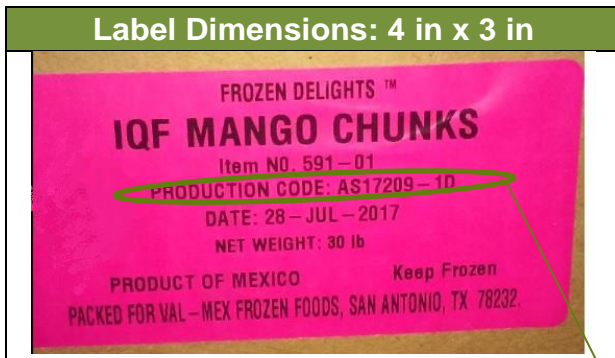 Label Dimensions: 4 in x 3 in
FROZEN DELIGHTS ™
IQF MANGO CHUNKS
Item NO. 591-01
PRODUCTION CODE: AS17209-1D
DATE: 28-JUL-2017
NET WEIGHT: 30 lb
PRODUCT OF MEXICO Keep Frozen
PACKED FOR VAL-MEX FROZEN FOODS, SAN ANTONIO, TX 78232.